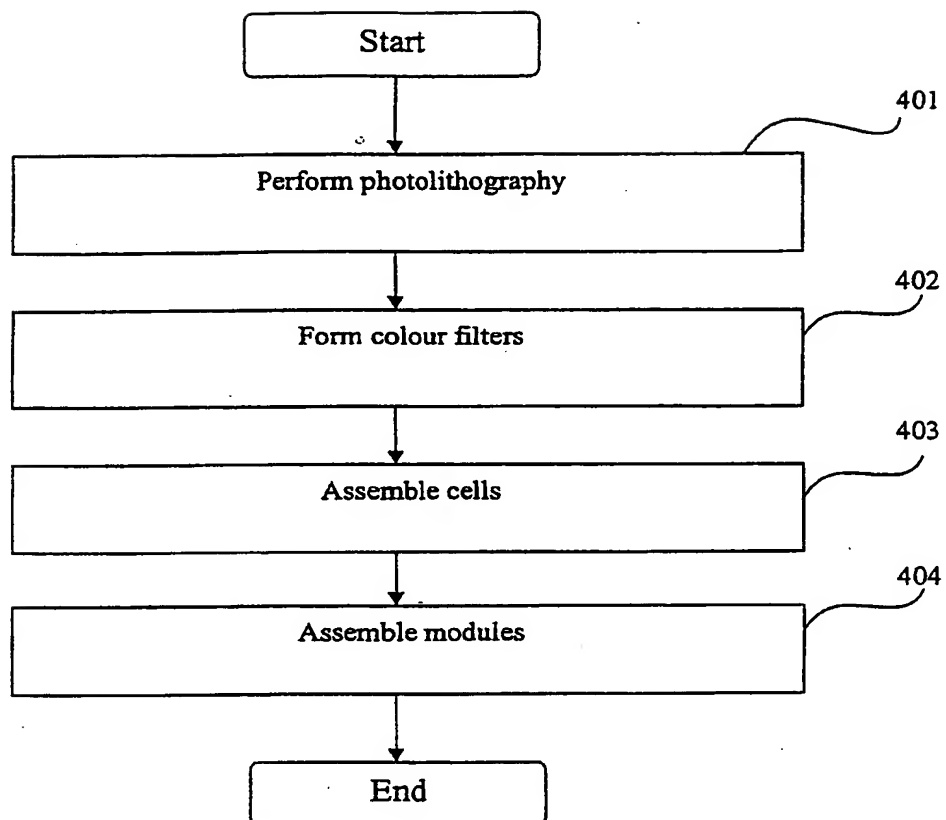 Start
401
Perform photolithography
402
Form colour filters
403
Assemble cells
404
Assemble modules
End